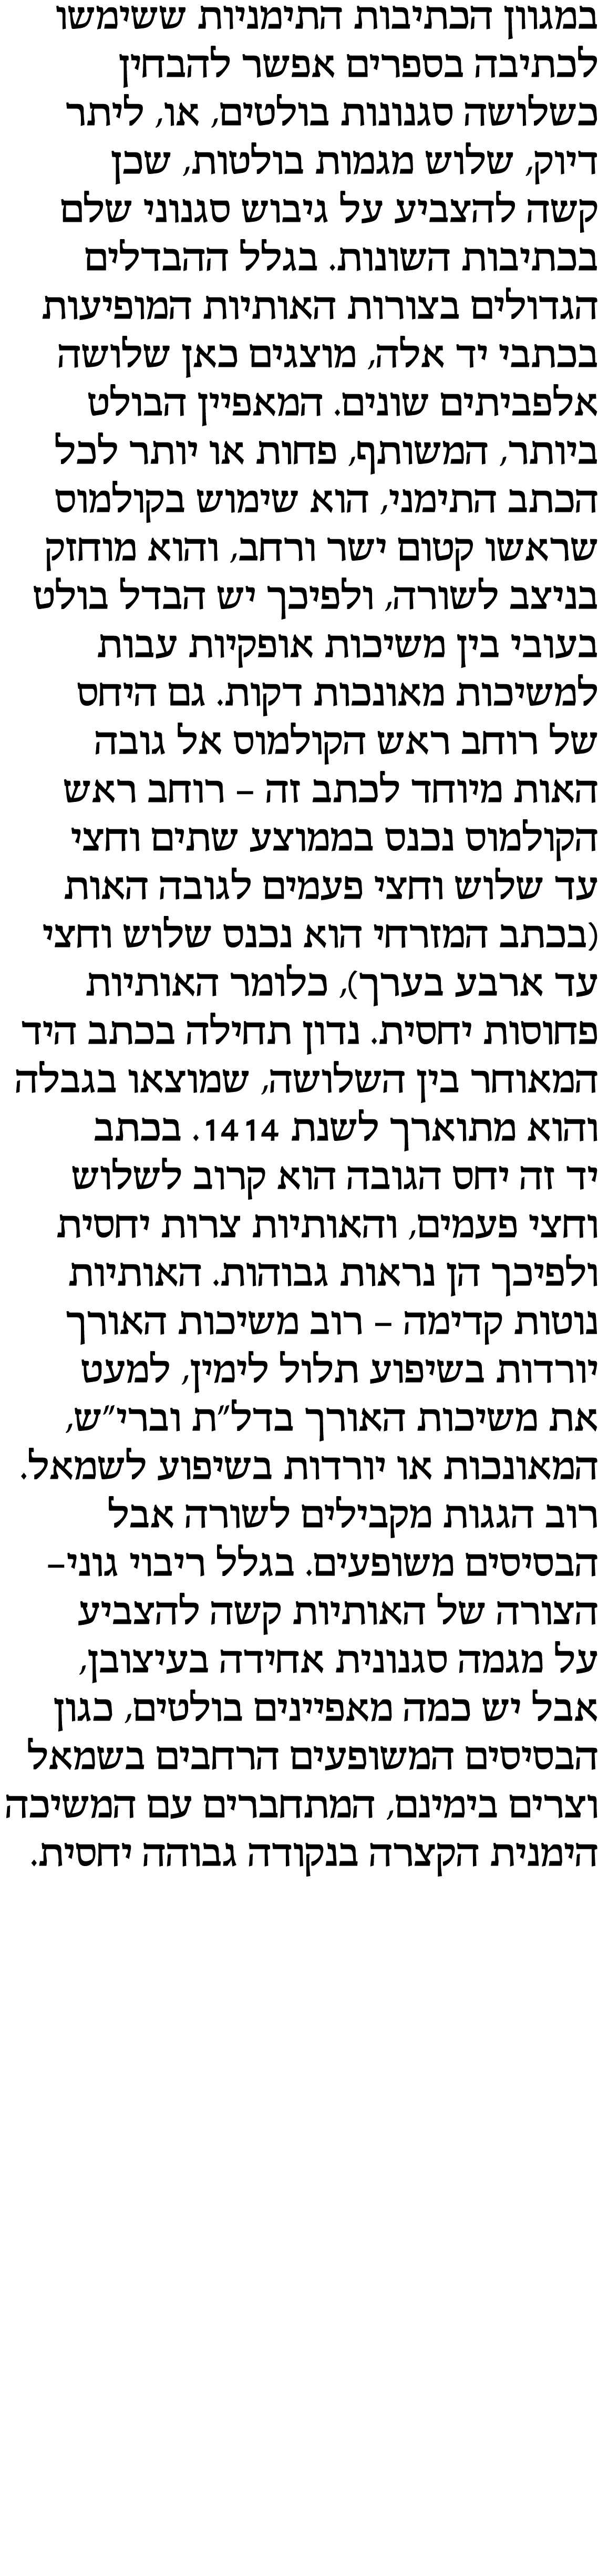 במגוון הכתיבות התימניות ששימשו
לכתיבה בספרים אפשר להבחין
בשלושה סגנונות בולטים, או, ליתר
דיוק, שלוש מגמות בולטות, שכן
קשה להצביע על גיבוש סגנוני שלם
בכתיבות השונות. בגלל ההבדלים
הגדולים בצורות האותיות המופיעות
בכתבי יד אלה, מוצגים כאן שלושה
אלפביתים שונים. המאפיין הבולט
ביותר, המשותף, פחות או יותר לכל
הכתב התימני, הוא שימוש בקולמוס
שראשו קטום ישר ורחב, והוא מוחזק
בניצב לשורה, ולפיכך יש הבדל בולט
בעובי בין משיכות אופקיות עבות
למשיכות מאונכות דקות. גם היחס
של רוחב ראש הקולמוס אל גובה
האות מיוחד לכתב זה – רוחב ראש
הקולמוס נכנס בממוצע שתים וחצי
עד שלוש וחצי פעמים לגובה האות
(בכתב המזרחי הוא נכנס שלוש וחצי
עד ארבע בערך), כלומר האותיות
פחוסות יחסית. נדון תחילה בכתב היד
המאוחר בין השלושה, שמוצאו בגבלה
והוא מתוארך לשנת 1414. בכתב
יד זה יחס הגובה הוא קרוב לשלוש
וחצי פעמים, והאותיות צרות יחסית
ולפיכך הן נראות גבוהות. האותיות
נוטות קדימה – רוב משיכות האורך
יורדות בשיפוע תלול לימין, למעט
את משיכות האורך בדל״ת וברי״ש,
המאונכות או יורדות בשיפוע לשמאל.
רוב הגגות מקבילים לשורה אבל
הבסיסים משופעים. בגלל ריבוי גוני–
הצורה של האותיות קשה להצביע
על מגמה סגנונית אחידה בעיצובן,
אבל יש כמה מאפיינים בולטים, כגון
הבסיסים המשופעים הרחבים בשמאל
וצרים בימינם, המתחברים עם המשיכה
הימנית הקצרה בנקודה גבוהה יחסית.